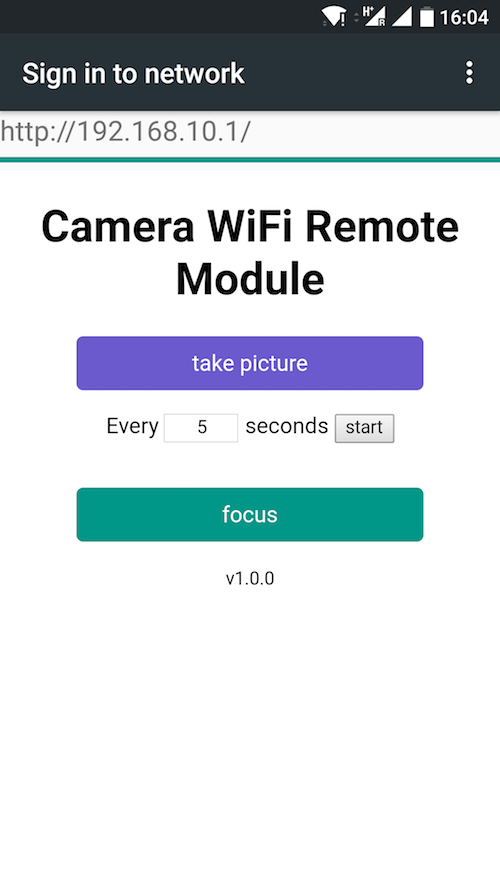 H+ R 16:04
Sign in to network
http://192.168.10.1/
Camera WiFi Remote
Module
take picture
Every 5 seconds start
focus
v1.0.0